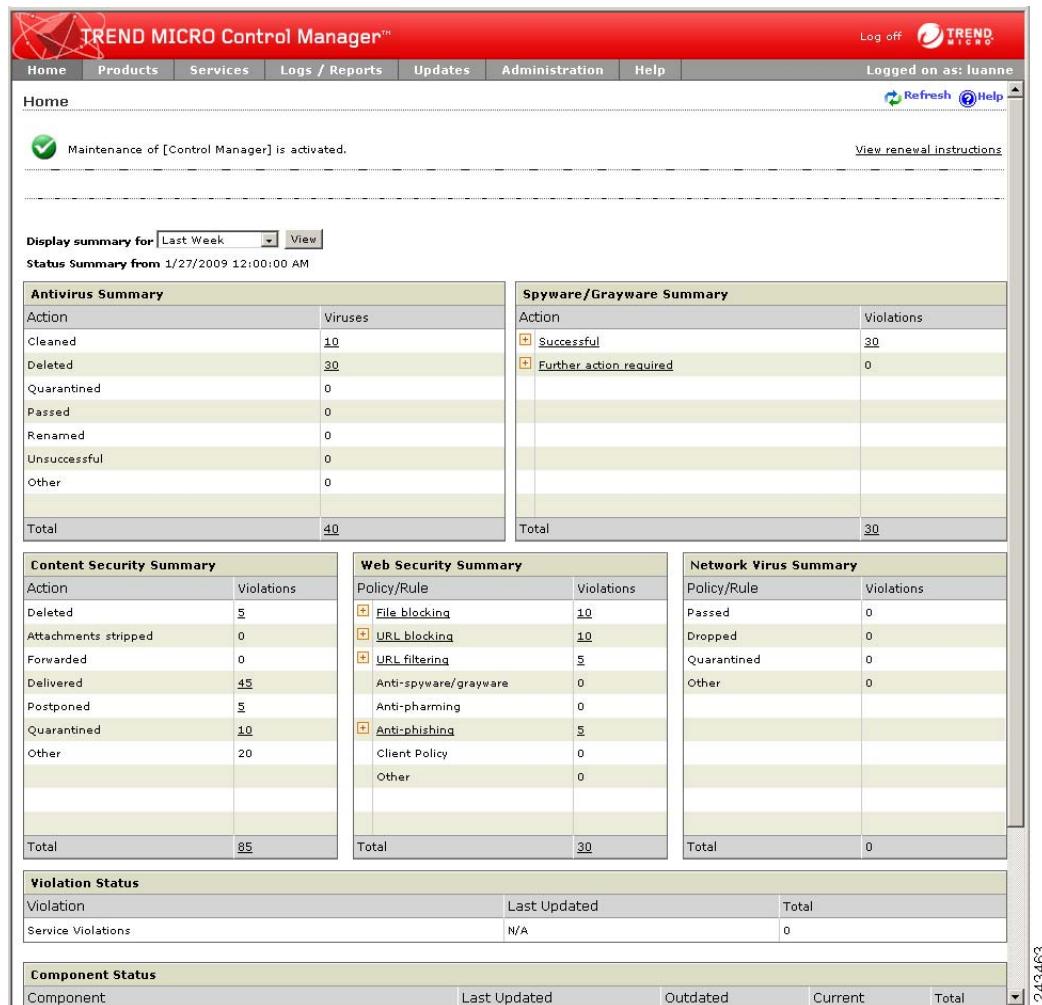 TREND MICRO Control Manager™
Log off TREND MICRO
Home Products Services Logs / Reports Updates Administration Help Logged on as: luanne
Home Refresh Help
Maintenance of [Control Manager] is activated. View renewal instructions
Display summary for Last Week View
Status Summary from 1/27/2009 12:00:00 AM
Antivirus Summary
Action Viruses
Cleaned 10
Deleted 30
Quarantined 0
Passed 0
Renamed 0
Unsuccessful 0
Other 0
Total 40
Spyware/Grayware Summary
Action Violations
Successful 30
Further action required 0
Total 30
Content Security Summary
Action Violations
Deleted 5
Attachments stripped 0
Forwarded 0
Delivered 45
Postponed 5
Quarantined 10
Other 20
Total 85
Web Security Summary
Policy/Rule Violations
File blocking 10
URL blocking 10
URL filtering 5
Anti-spyware/grayware 0
Anti-pharming 0
Anti-phishing 5
Client Policy 0
Other 0
Total 30
Network Virus Summary
Policy/Rule Violations
Passed 0
Dropped 0
Quarantined 0
Other 0
Total 0
Violation Status
Violation Last Updated Total
Service Violations N/A 0
Component Status
Component Last Updated Outdated Current Total
243463